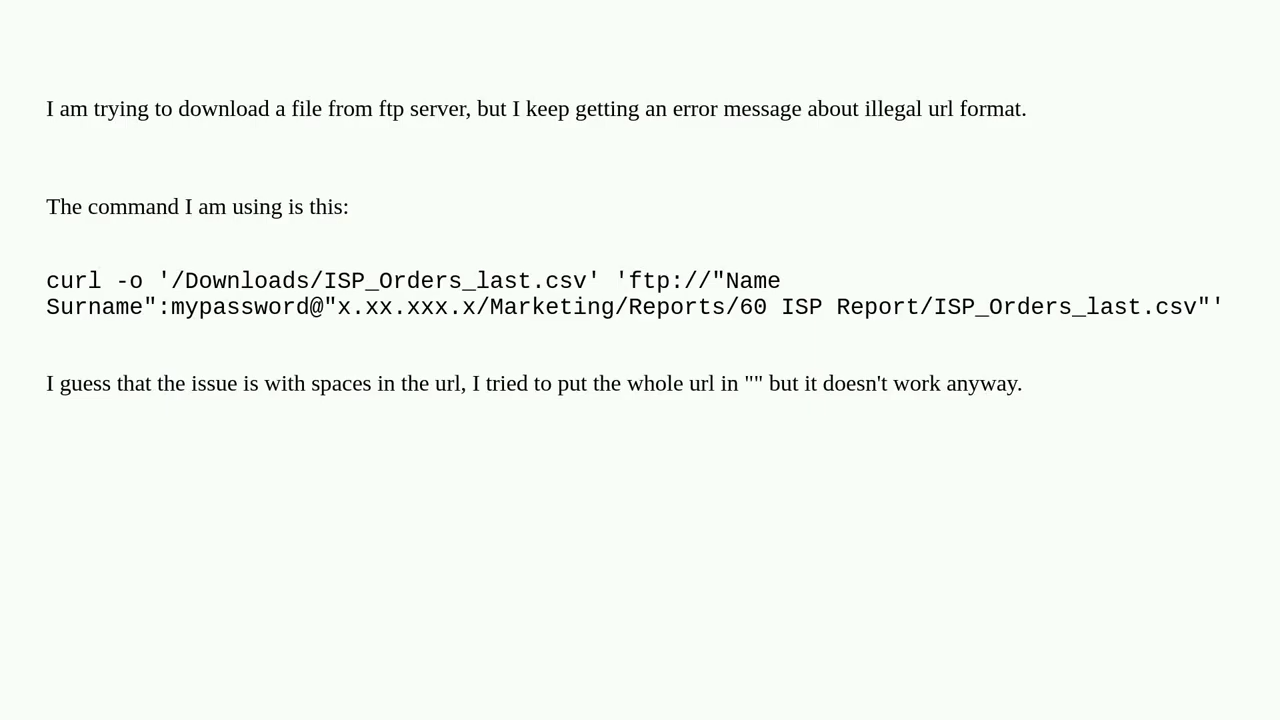 I am trying to download a file from ftp server, but I keep getting an error message about illegal url format.
The command I am using is this:
curl -o '/Downloads/ISP_Orders_last.csv' 'ftp://"Name
Surname":mypassword@"x.xx.xxx.x/Marketing/Reports/60 ISP Report/ISP_Orders_last.csv"'
I guess that the issue is with spaces in the url, I tried to put the whole url in "" but it doesn't work anyway.